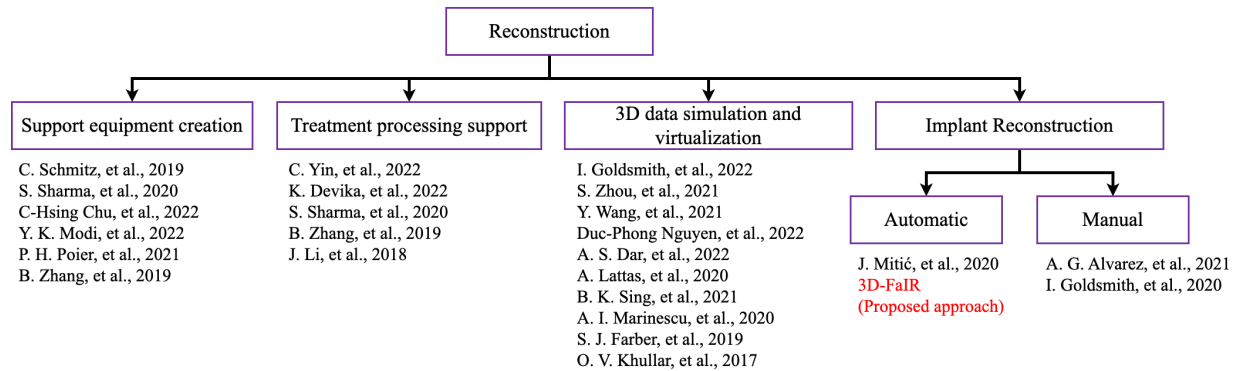 Reconstruction
Support equipment creation
C. Schmitz, et al., 2019
S. Sharma, et al., 2020
C-Hsing Chu, et al., 2022
Y. K. Modi, et al., 2022
P. H. Poier, et al., 2021
B. Zhang, et al., 2019
Treatment processing support
C. Yin, et al., 2022
K. Devika, et al., 2022
S. Sharma, et al., 2020
B. Zhang, et al., 2019
J. Li, et al., 2018
3D data simulation and
virtualization
I. Goldsmith, et al., 2022
S. Zhou, et al., 2021
Y. Wang, et al., 2021
Duc-Phong Nguyen, et al., 2022
A. S. Dar, et al., 2022
A. Lattas, et al., 2020
B. K. Sing, et al., 2021
A. I. Marinescu, et al., 2020
S. J. Farber, et al., 2019
O. V. Khullar, et al., 2017
Implant Reconstruction
Automatic
J. Mitić, et al., 2020
3D-FaIR
(Proposed approach)
Manual
A. G. Alvarez, et al., 2021
I. Goldsmith, et al., 2020